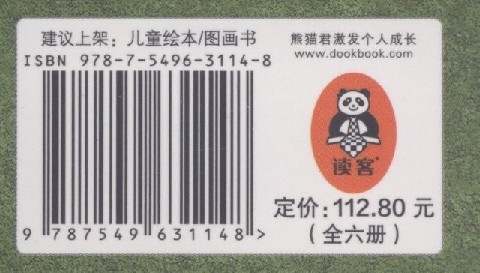 建议上架：儿童绘本/图画书
ISBN 978-7-5496-3114-8
9 787549 631148 >
熊猫君激发个人成长
www.dookbook.com
读客
定价：112.80 元
（全六册）